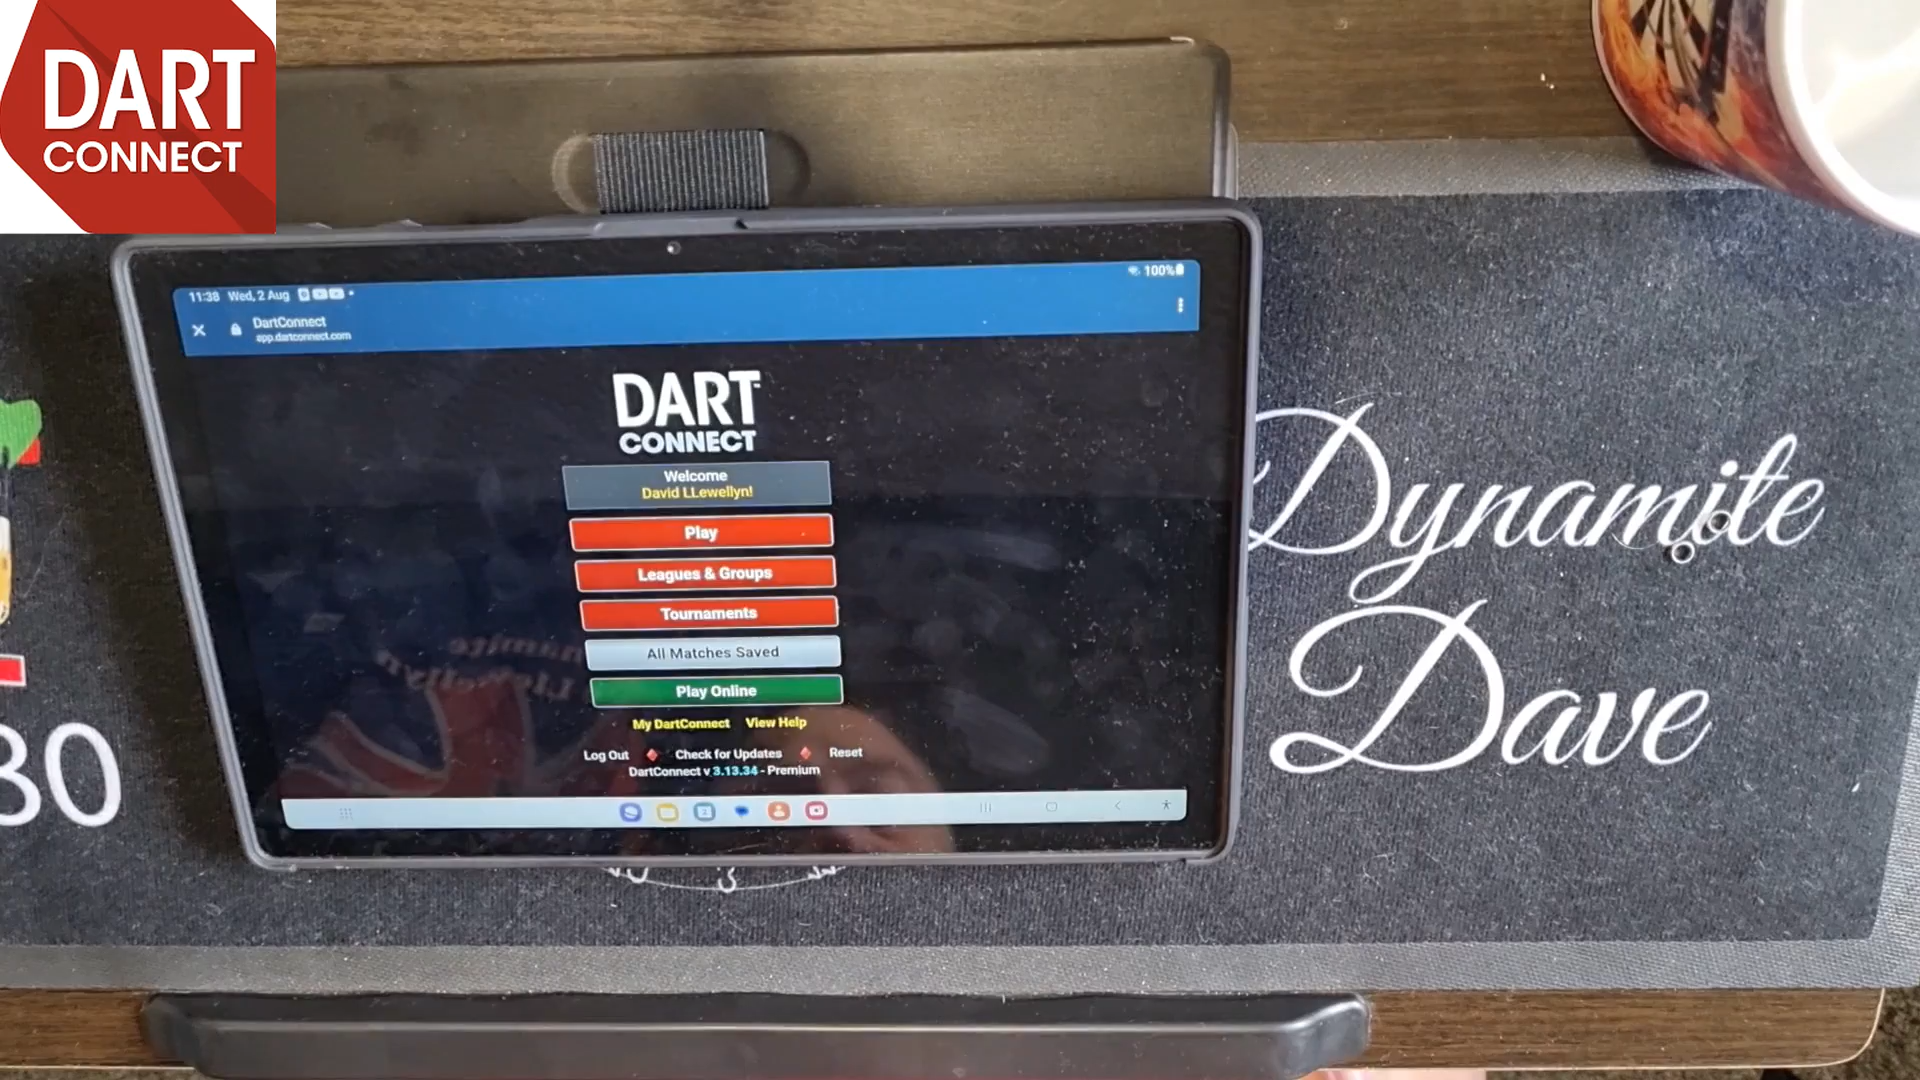 DART
CONNECT
11:38 Wed, 2 Aug
100%
DartConnect
app.dartconnect.com
DART
CONNECT
Welcome
David LLewellyn!
Play
Leagues & Groups
Tournaments
All Matches Saved
Play Online
My DartConnect View Help
Log Out Check for Updates Reset
DartConnect v 3.13.34 - Premium
Dynamite
Dave
80